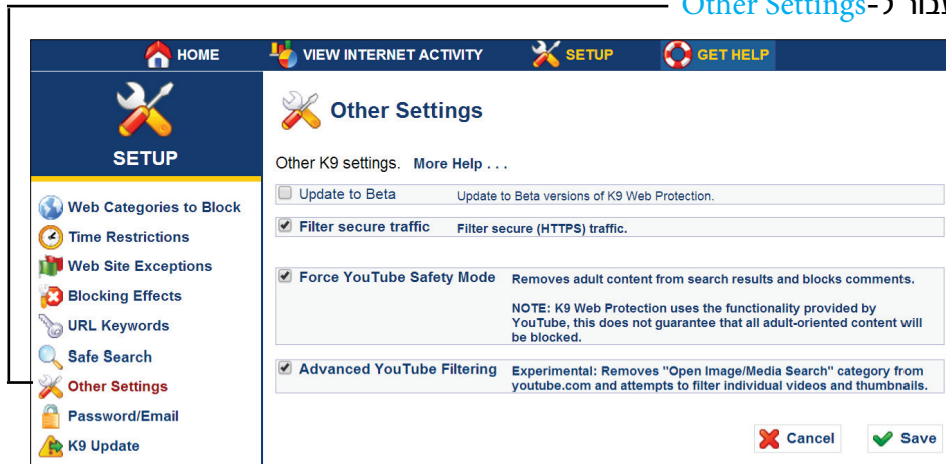 עבור ל-Other Settings
HOME
VIEW INTERNET ACTIVITY
SETUP
GET HELP
SETUP
Web Categories to Block
Time Restrictions
Web Site Exceptions
Blocking Effects
URL Keywords
Safe Search
Other Settings
Password/Email
K9 Update
Other Settings
Other K9 settings. More Help . . .
Update to Beta Update to Beta versions of K9 Web Protection.
Filter secure traffic Filter secure (HTTPS) traffic.
Force YouTube Safety Mode Removes adult content from search results and blocks comments.
NOTE: K9 Web Protection uses the functionality provided by
YouTube, this does not guarantee that all adult-oriented content will
be blocked.
Advanced YouTube Filtering Experimental: Removes "Open Image/Media Search" category from
youtube.com and attempts to filter individual videos and thumbnails.
Cancel
Save